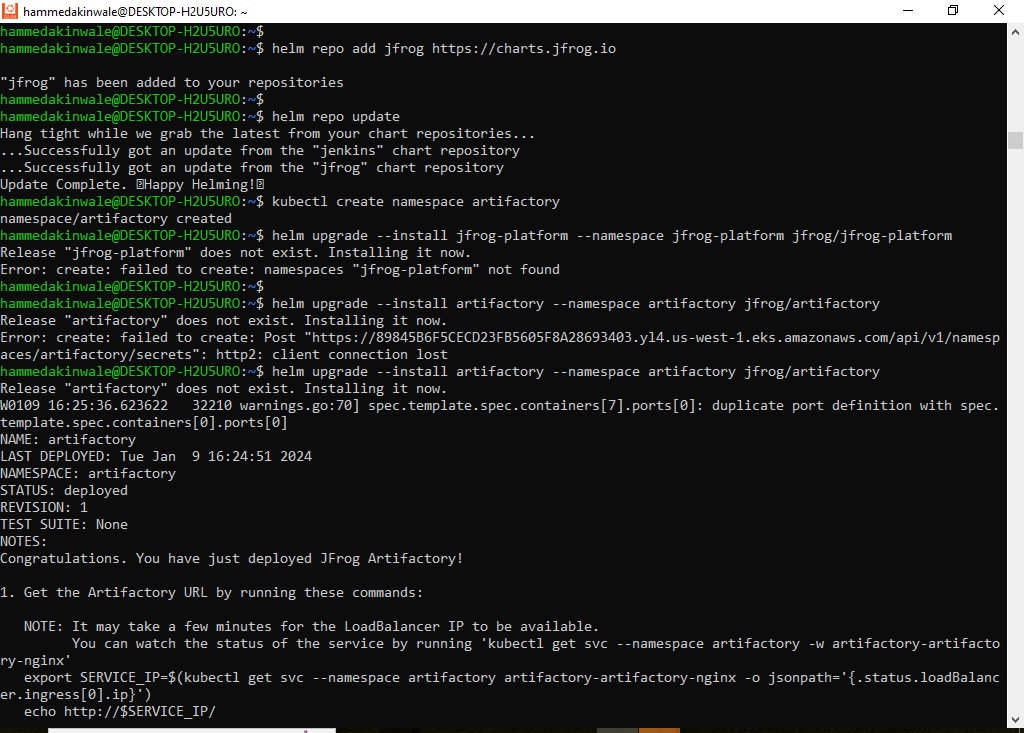 hammedakinwale@DESKTOP-H2U5URO: ~
hammedakinwale@DESKTOP-H2U5URO:~$
hammedakinwale@DESKTOP-H2U5URO:~$ helm repo add jfrog https://charts.jfrog.io
"jfrog" has been added to your repositories
hammedakinwale@DESKTOP-H2U5URO:~$
hammedakinwale@DESKTOP-H2U5URO:~$ helm repo update
Hang tight while we grab the latest from your chart repositories...
...Successfully got an update from the "jenkins" chart repository
...Successfully got an update from the "jfrog" chart repository
Update Complete. ⍰Happy Helming!⍰
hammedakinwale@DESKTOP-H2U5URO:~$ kubectl create namespace artifactory
namespace/artifactory created
hammedakinwale@DESKTOP-H2U5URO:~$ helm upgrade --install jfrog-platform --namespace jfrog-platform jfrog/jfrog-platform
Release "jfrog-platform" does not exist. Installing it now.
Error: create: failed to create: namespaces "jfrog-platform" not found
hammedakinwale@DESKTOP-H2U5URO:~$
hammedakinwale@DESKTOP-H2U5URO:~$ helm upgrade --install artifactory --namespace artifactory jfrog/artifactory
Release "artifactory" does not exist. Installing it now.
Error: create: failed to create: Post "https://89845B6F5CECD23FB5605F8A28693403.yl4.us-west-1.eks.amazonaws.com/api/v1/namesp
aces/artifactory/secrets": http2: client connection lost
hammedakinwale@DESKTOP-H2U5URO:~$ helm upgrade --install artifactory --namespace artifactory jfrog/artifactory
Release "artifactory" does not exist. Installing it now.
W0109 16:25:36.623622   32210 warnings.go:70] spec.template.spec.containers[7].ports[0]: duplicate port definition with spec.
template.spec.containers[0].ports[0]
NAME: artifactory
LAST DEPLOYED: Tue Jan  9 16:24:51 2024
NAMESPACE: artifactory
STATUS: deployed
REVISION: 1
TEST SUITE: None
NOTES:
Congratulations. You have just deployed JFrog Artifactory!
1. Get the Artifactory URL by running these commands:
NOTE: It may take a few minutes for the LoadBalancer IP to be available.
You can watch the status of the service by running 'kubectl get svc --namespace artifactory -w artifactory-artifacto
ry-nginx'
export SERVICE_IP=$(kubectl get svc --namespace artifactory artifactory-artifactory-nginx -o jsonpath='{.status.loadBalanc
er.ingress[0].ip}')
echo http://$SERVICE_IP/